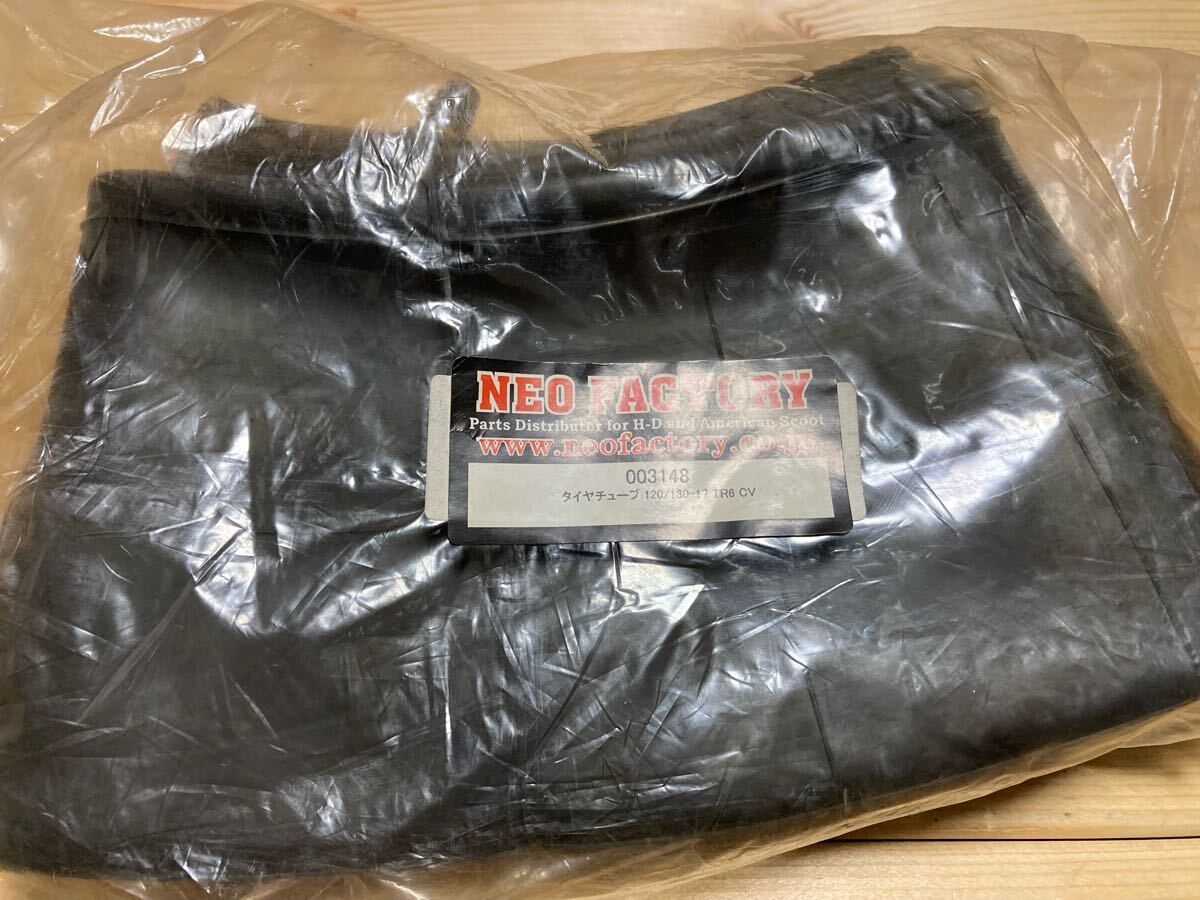 NEO FACTORY
Parts Distributor for H-D and American Scoot
www.neofactory.co.jp
003148
タイヤチューブ 120/130-17 TR6 CV